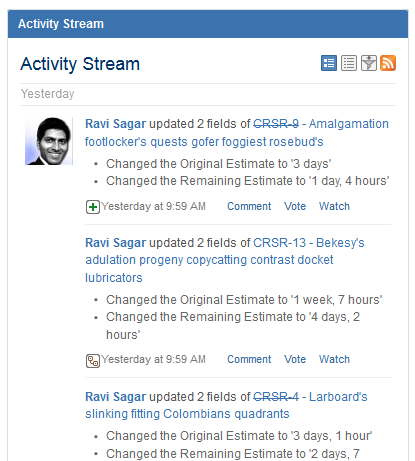 Activity Stream
Activity Stream
Yesterday
Ravi Sagar updated 2 fields of CRSR-9 - Amalgamation
footlocker's quests gofer foggiest rosebud's
• Changed the Original Estimate to '3 days'
• Changed the Remaining Estimate to '1 day, 4 hours'
Yesterday at 9:59 AM Comment Vote Watch
Ravi Sagar updated 2 fields of CRSR-13 - Bekesy's
adulation progeny copycatting contrast docket
lubricators
• Changed the Original Estimate to '1 week, 7 hours'
• Changed the Remaining Estimate to '4 days, 2
hours'
Yesterday at 9:59 AM Comment Vote Watch
Ravi Sagar updated 2 fields of CRSR-4 - Larboard's
slinking fitting Colombians quadrants
• Changed the Original Estimate to '3 days, 1 hour'
• Changed the Remaining Estimate to '2 days, 7